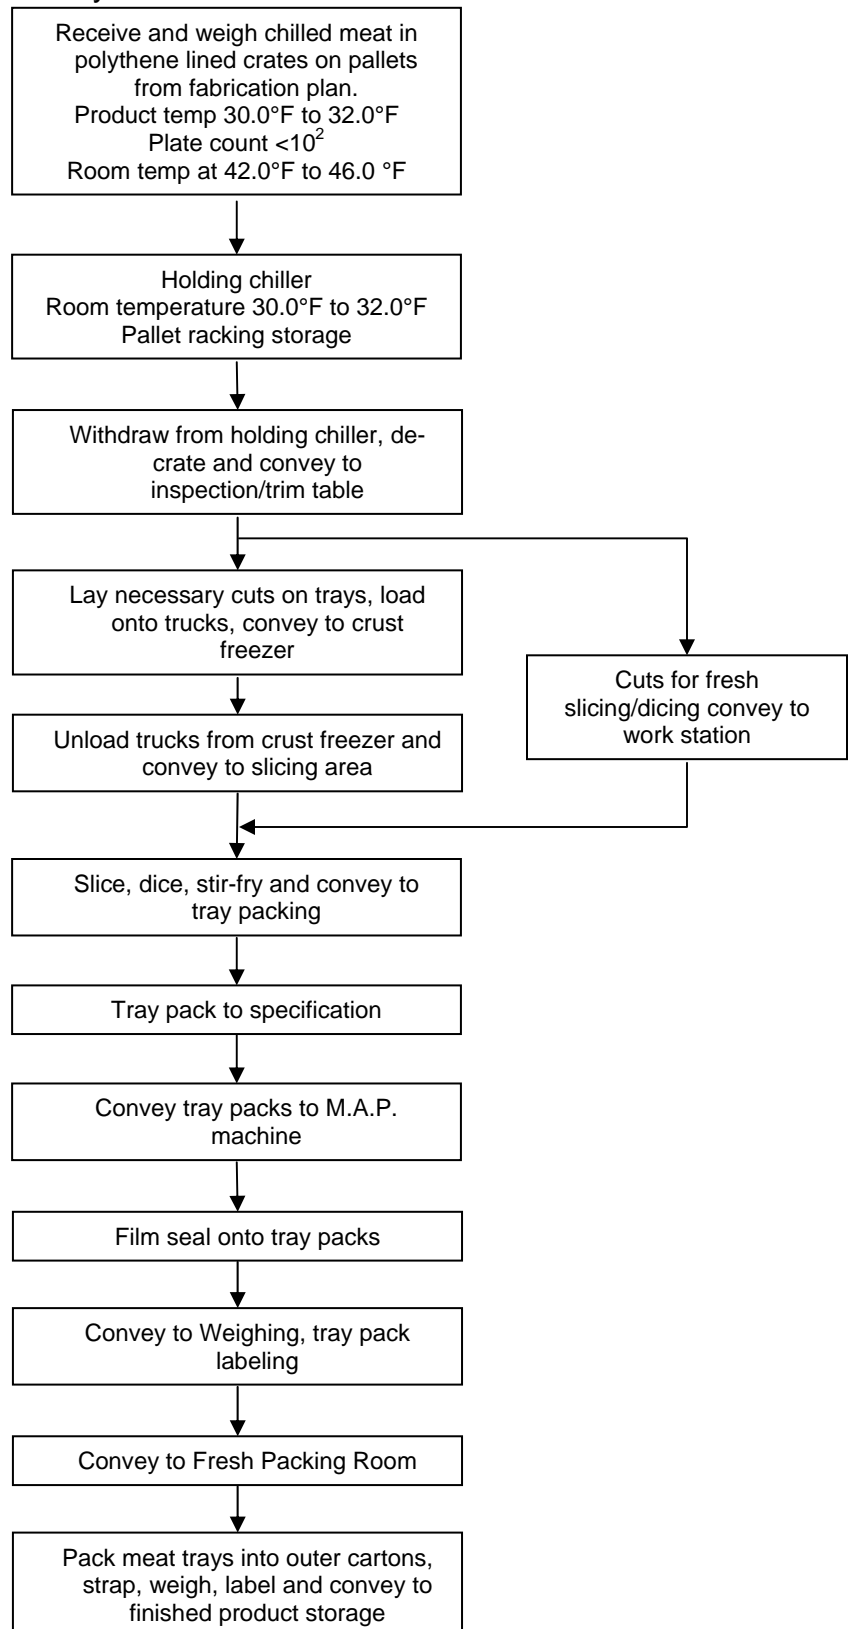 Receive and weigh chilled meat in
polythene lined crates on pallets
from fabrication plan.
Product temp 30.0°F to 32.0°F
Plate count <10²
Room temp at 42.0°F to 46.0 °F
Holding chiller
Room temperature 30.0°F to 32.0°F
Pallet racking storage
Withdraw from holding chiller, de-
crate and convey to
inspection/trim table
Lay necessary cuts on trays, load
onto trucks, convey to crust
freezer
Cuts for fresh
slicing/dicing convey to
work station
Unload trucks from crust freezer and
convey to slicing area
Slice, dice, stir-fry and convey to
tray packing
Tray pack to specification
Convey tray packs to M.A.P.
machine
Film seal onto tray packs
Convey to Weighing, tray pack
labeling
Convey to Fresh Packing Room
Pack meat trays into outer cartons,
strap, weigh, label and convey to
finished product storage